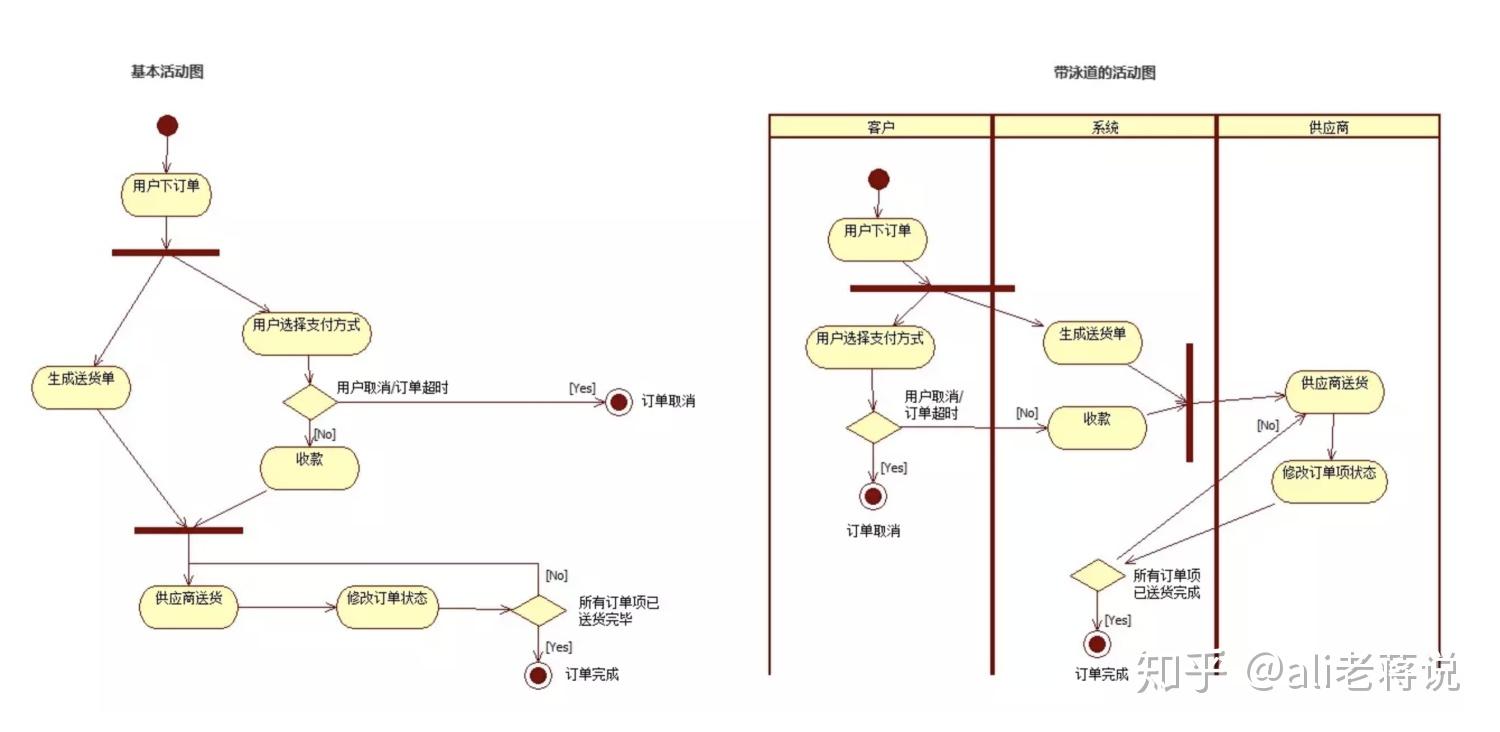 基本活动图
用户下订单
用户选择支付方式
生成送货单
用户取消/订单超时
[Yes]
订单取消
[No]
收款
供应商送货
修改订单状态
[No]
所有订单项已
送货完毕
[Yes]
订单完成
带泳道的活动图
客户
系统
供应商
用户下订单
用户选择支付方式
生成送货单
用户取消/
订单超时
[No]
收款
[Yes]
订单取消
供应商送货
[No]
修改订单项状态
所有订单项
已送货完成
[Yes]
订单完成
知乎 @ali老蒋说